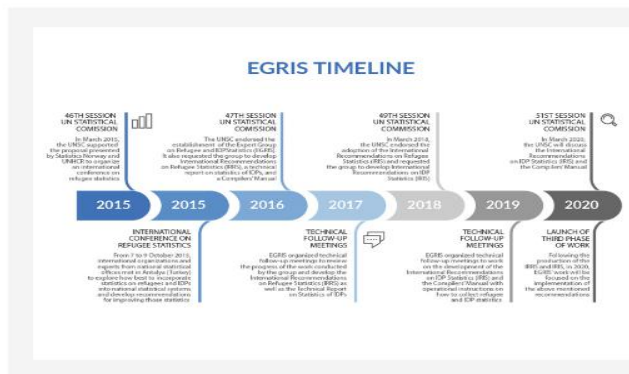 EGRIS TIMELINE
46TH SESSION
UN STATISTICAL
COMISSION
In March 2015,
the UNSC supported
the proposal presented
by Statistics Norway and
UNHCR to organize
an international
conference on
refugee statistics
47TH SESSION
UN STATISTICAL
COMISSION
The UNSC endorsed the
establishment of the Expert Group
on Refugee and IDP Statistics (EGRIS).
It also requested the group to develop
International Recommendations
on Refugee Statistics (IRRS), a technical
report on statistics of IDPs, and
a Compilers' Manual
49TH SESSION
UN STATISTICAL
COMMISSION
In March 2018,
the UNSC endorsed the
adoption of the International
Recommendations on Refugee
Statistics (IRIS) and requested
the group to develop International
Recommendations on IDP
Statistics (IRIS)
51ST SESSION
UN STATISTICAL
COMISSION
In March 2020,
the UNSC will discuss
the International
Recommendations
on IDP Statistics (IRIS) and
the Compilers' Manual
2015
2015
2016
2017
2018
2019
2020
INTERNATIONAL
CONFERENCE ON
REFUGEE STATISTICS
From 7 to 9 October 2015,
international organizations and
experts from national statistical
offices met in Antalya (Turkey)
to explore how best to incorporate
statistics on refugees and IDPs
into national statistical systems
and develop recommendations
for improving those statistics
TECHNICAL
FOLLOW-UP
MEETINGS
EGRIS organized technical
follow-up meetings to review
the progress of the work conducted
by the group and develop the
International Recommendations
on Refugee Statistics (IRRS) as
well as the Technical Report
on Statistics of IDPs
TECHNICAL
FOLLOW-UP
MEETINGS
EGRIS organized technical
follow-up meetings to work
on the development of the
International Recommendations
on IDP Statistics (IRIS) and
the Compilers' Manual with
operational instructions on
how to collect refugee
and IDP statistics
LAUNCH OF
THIRD PHASE
OF WORK
Following the
production of the
IRRS and IRIS, in 2020,
EGRIS' work will be
focused on the
implementation of
the above mentioned
recommendations